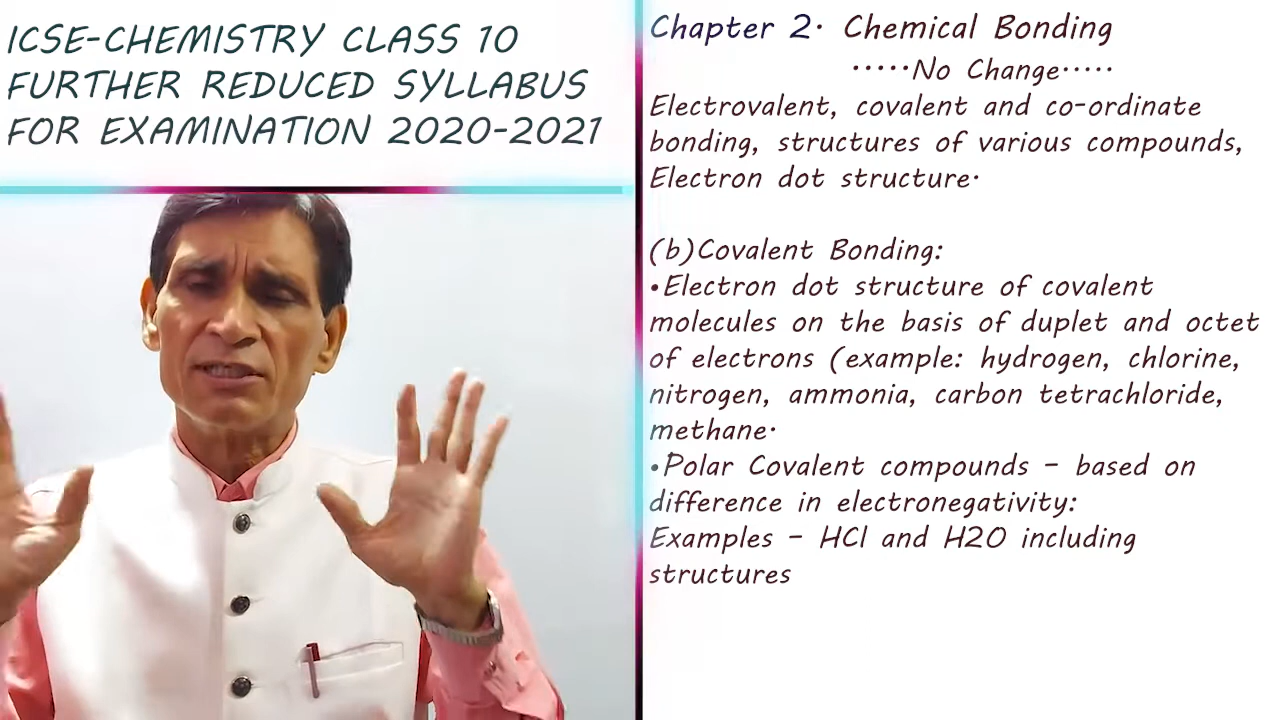 ICSE-CHEMISTRY CLASS 10
FURTHER REDUCED SYLLABUS
FOR EXAMINATION 2020-2021
Chapter 2· Chemical Bonding
·····No Change·····
Electrovalent, covalent and co-ordinate
bonding, structures of various compounds,
Electron dot structure·
(b)Covalent Bonding:
•Electron dot structure of covalent
molecules on the basis of duplet and octet
of electrons (example: hydrogen, chlorine,
nitrogen, ammonia, carbon tetrachloride,
methane·
•Polar Covalent compounds – based on
difference in electronegativity:
Examples – HCl and H2O including
structures